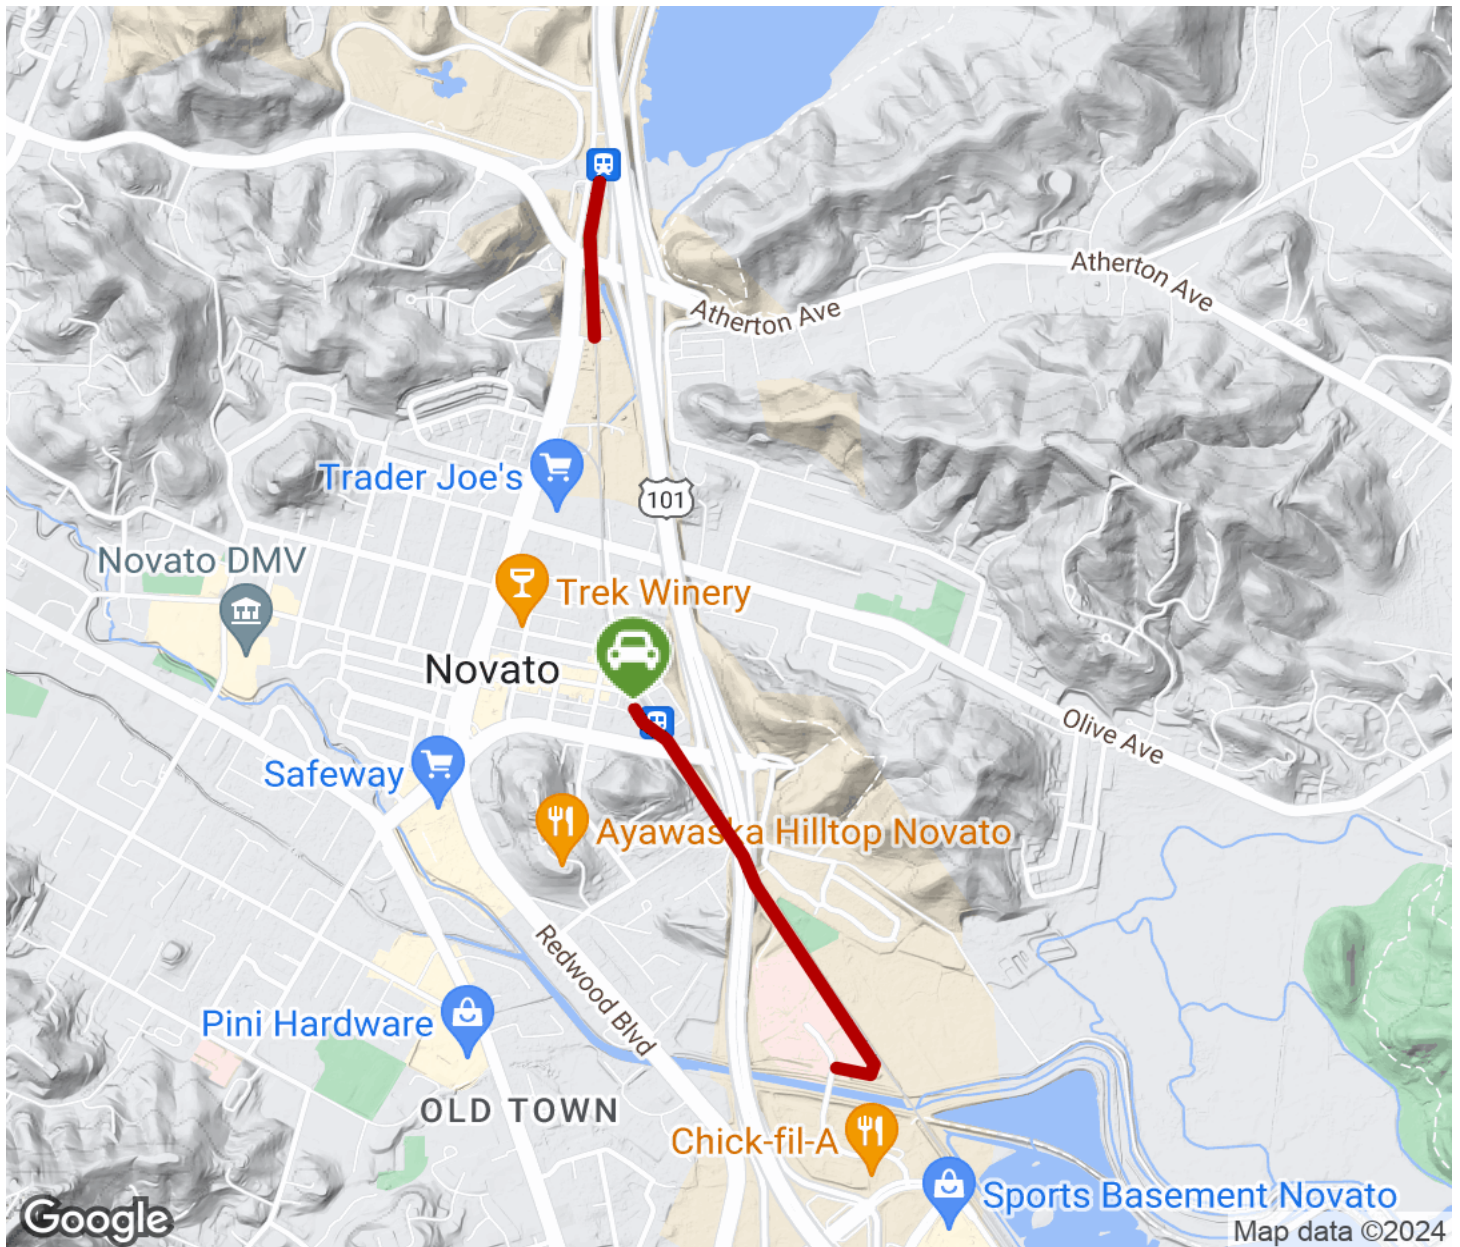 Atherton Ave
Atherton Ave
Trader Joe's
101
Novato DMV
Trek Winery
Novato
Olive Ave
Safeway
Ayawaska Hilltop Novato
Redwood Blvd
Pini Hardware
OLD TOWN
Chick-fil-A
Sports Basement Novato
Google
Map data ©2024